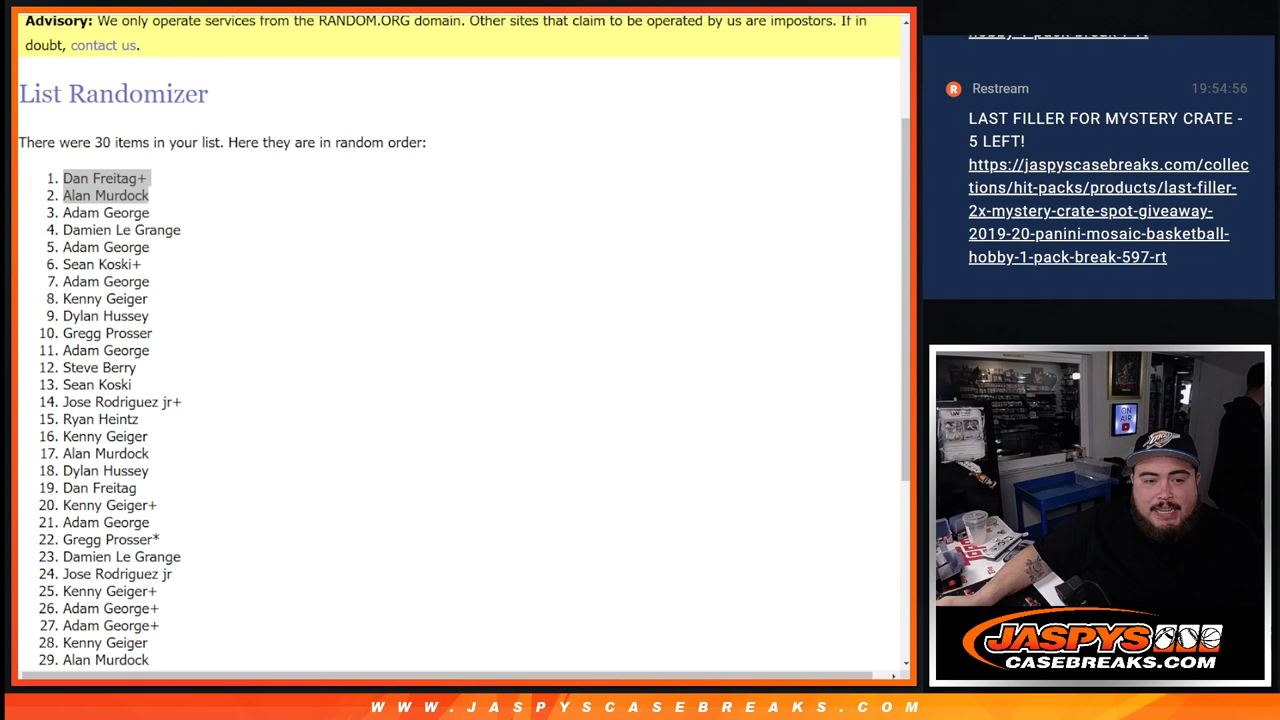 Advisory: We only operate services from the RANDOM.ORG domain. Other sites that claim to be operated by us are impostors. If in
doubt, contact us.
List Randomizer
There were 30 items in your list. Here they are in random order:
1. Dan Freitag+
2. Alan Murdock
3. Adam George
4. Damien Le Grange
5. Adam George
6. Sean Koski+
7. Adam George
8. Kenny Geiger
9. Dylan Hussey
10. Gregg Prosser
11. Adam George
12. Steve Berry
13. Sean Koski
14. Jose Rodriguez jr+
15. Ryan Heintz
16. Kenny Geiger
17. Alan Murdock
18. Dylan Hussey
19. Dan Freitag
20. Kenny Geiger+
21. Adam George
22. Gregg Prosser*
23. Damien Le Grange
24. Jose Rodriguez jr
25. Kenny Geiger+
26. Adam George+
27. Adam George+
28. Kenny Geiger
29. Alan Murdock
hobby-1-pack-break-
R Restream 19:54:56
LAST FILLER FOR MYSTERY CRATE -
5 LEFT!
https://jaspyscasebreaks.com/collec
tions/hit-packs/products/last-filler-
2x-mystery-crate-spot-giveaway-
2019-20-panini-mosaic-basketball-
hobby-1-pack-break-597-rt
ON
AIR
JASPYS
CASEBREAKS.COM
WWW.JASPYSCASEBREAKS.COM